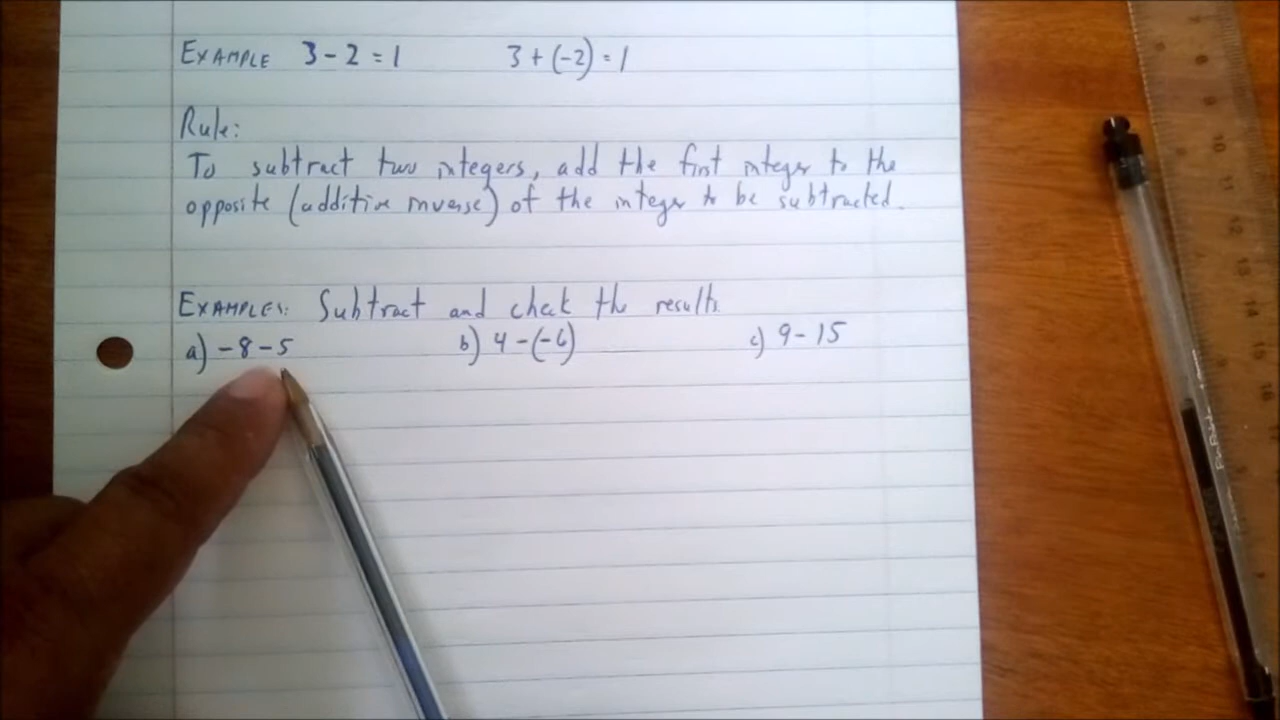 EXAMPLE 3-2=1 3+(-2)=1
Rule:
To subtract two integers, add the first integer to the
opposite (additive inverse) of the integer to be subtracted.
EXAMPLES: Subtract and check the results.
a) -8-5 b) 4-(-6) c) 9-15